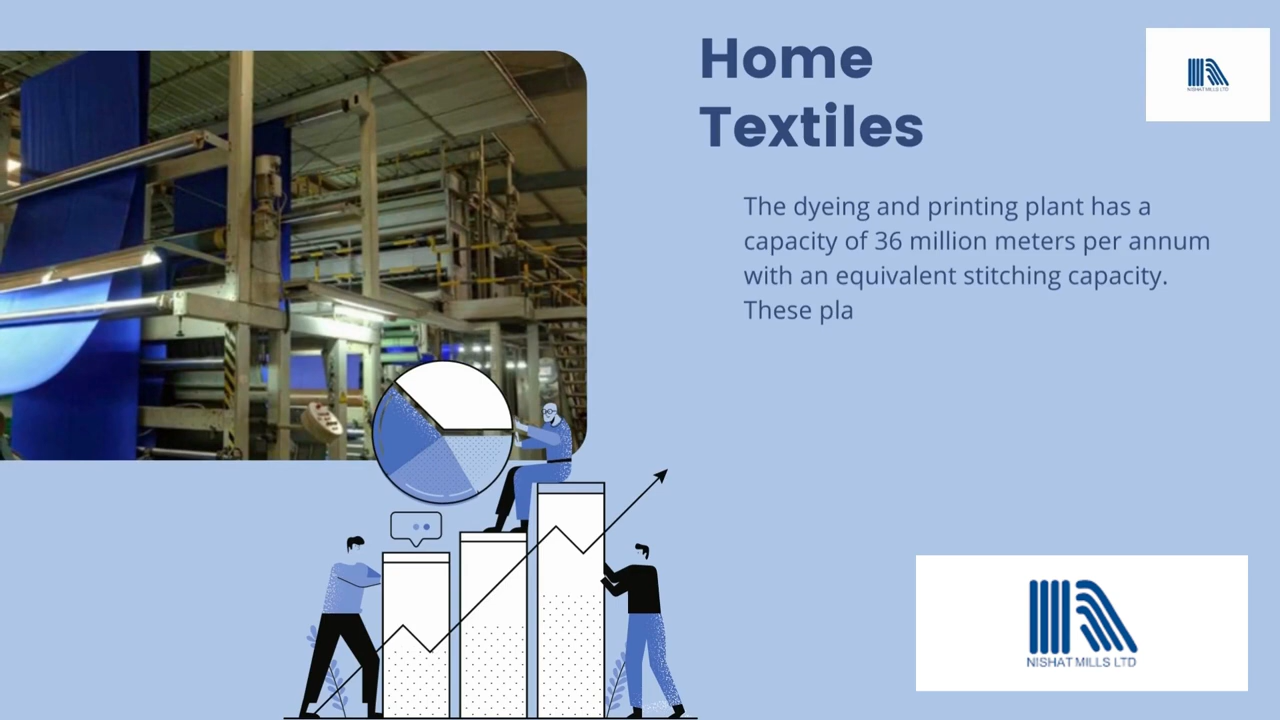 Home
Textiles
NISHAT MILLS LTD
The dyeing and printing plant has a
capacity of 36 million meters per annum
with an equivalent stitching capacity.
These pla
NISHAT MILLS LTD